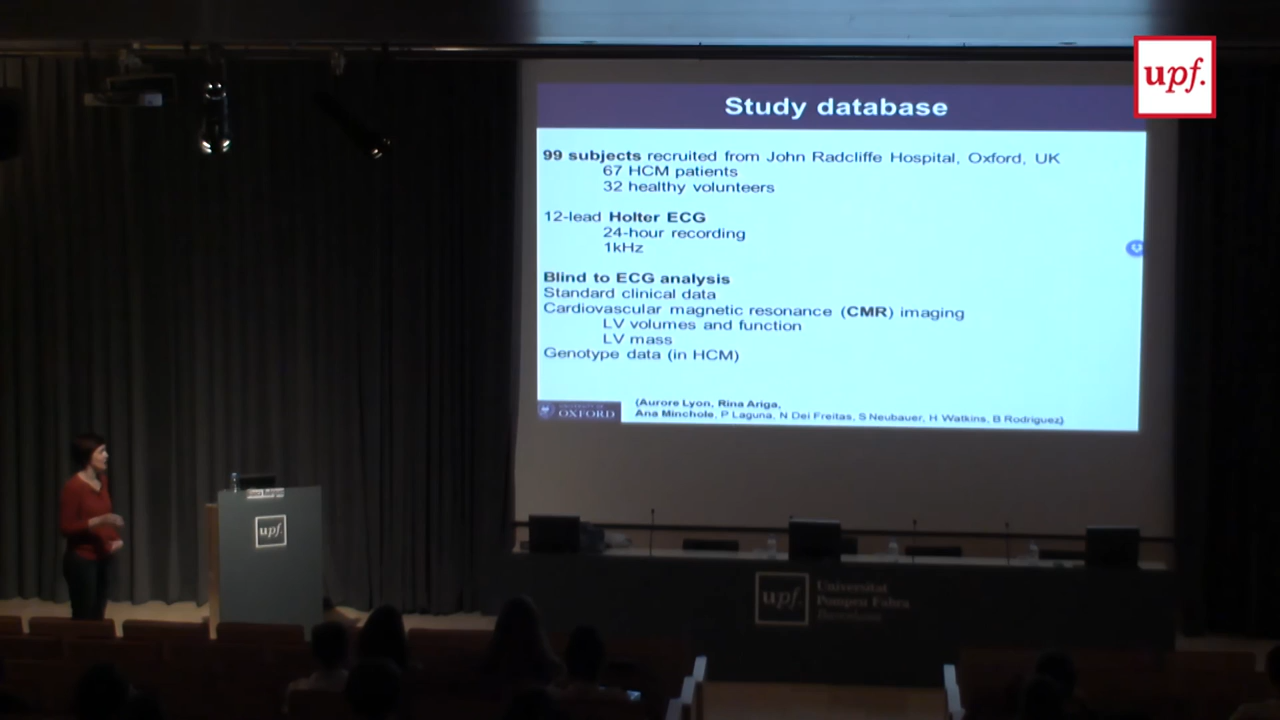 upf.
Study database
99 subjects recruited from John Radcliffe Hospital, Oxford, UK
67 HCM patients
32 healthy volunteers
12-lead Holter ECG
24-hour recording
1kHz
Blind to ECG analysis
Standard clinical data
Cardiovascular magnetic resonance (CMR) imaging
LV volumes and function
LV mass
Genotype data (in HCM)
OXFORD
(Aurore Lyon, Rina Ariga,
Ana Minchole, P Laguna, N Dei Freitas, S Neubauer, H Watkins, B Rodriguez)
upf.
upf.
Universitat
Pompeu Fabra
Barcelona